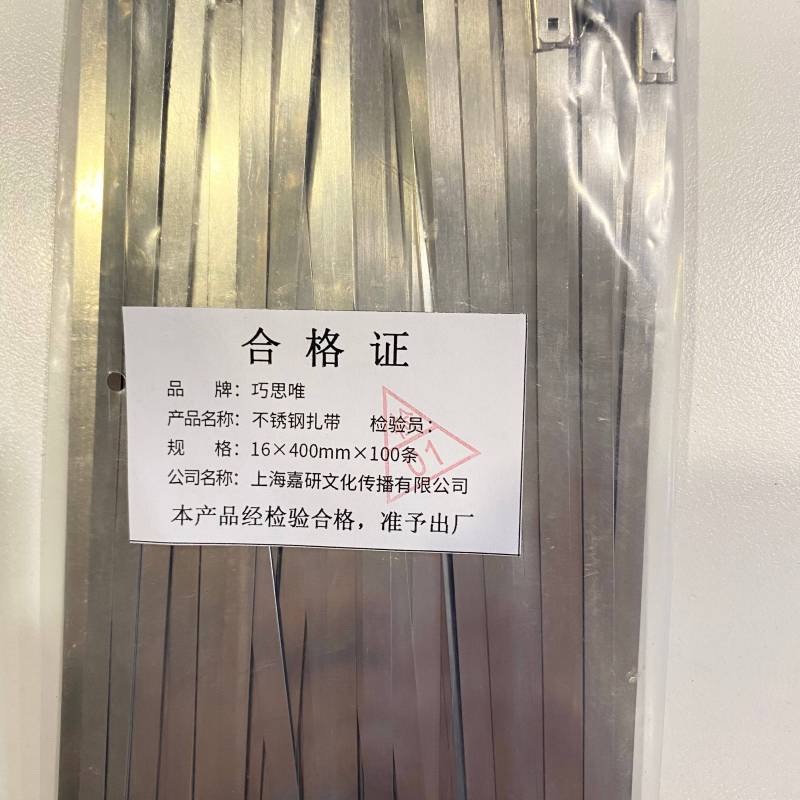 合格证
品 牌：巧思唯
产品名称：不锈钢扎带 检验员：
规 格：16×400mm×100条
公司名称：上海嘉研文化传播有限公司
本产品经检验合格，准予出厂
检
01